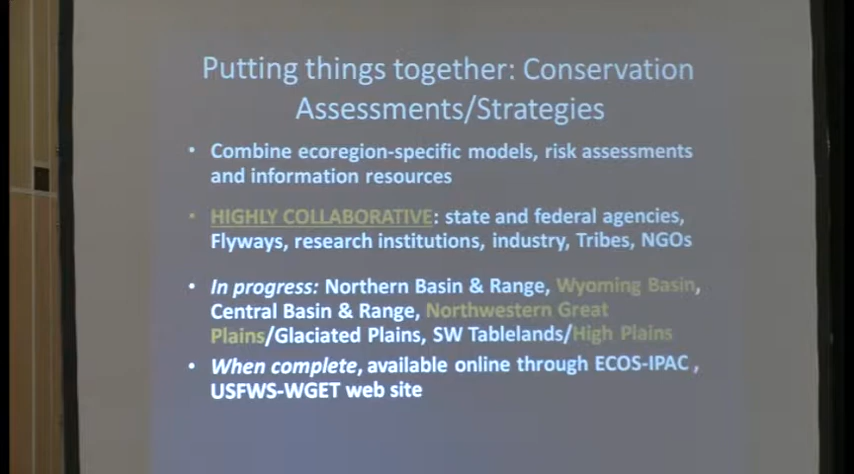 Putting things together: Conservation
Assessments/Strategies
• Combine ecoregion-specific models, risk assessments
and information resources
• HIGHLY COLLABORATIVE: state and federal agencies,
Flyways, research institutions, industry, Tribes, NGOs
• In progress: Northern Basin & Range, Wyoming Basin,
Central Basin & Range, Northwestern Great
Plains/Glaciated Plains, SW Tablelands/High Plains
• When complete, available online through ECOS-IPAC ,
USFWS-WGET web site